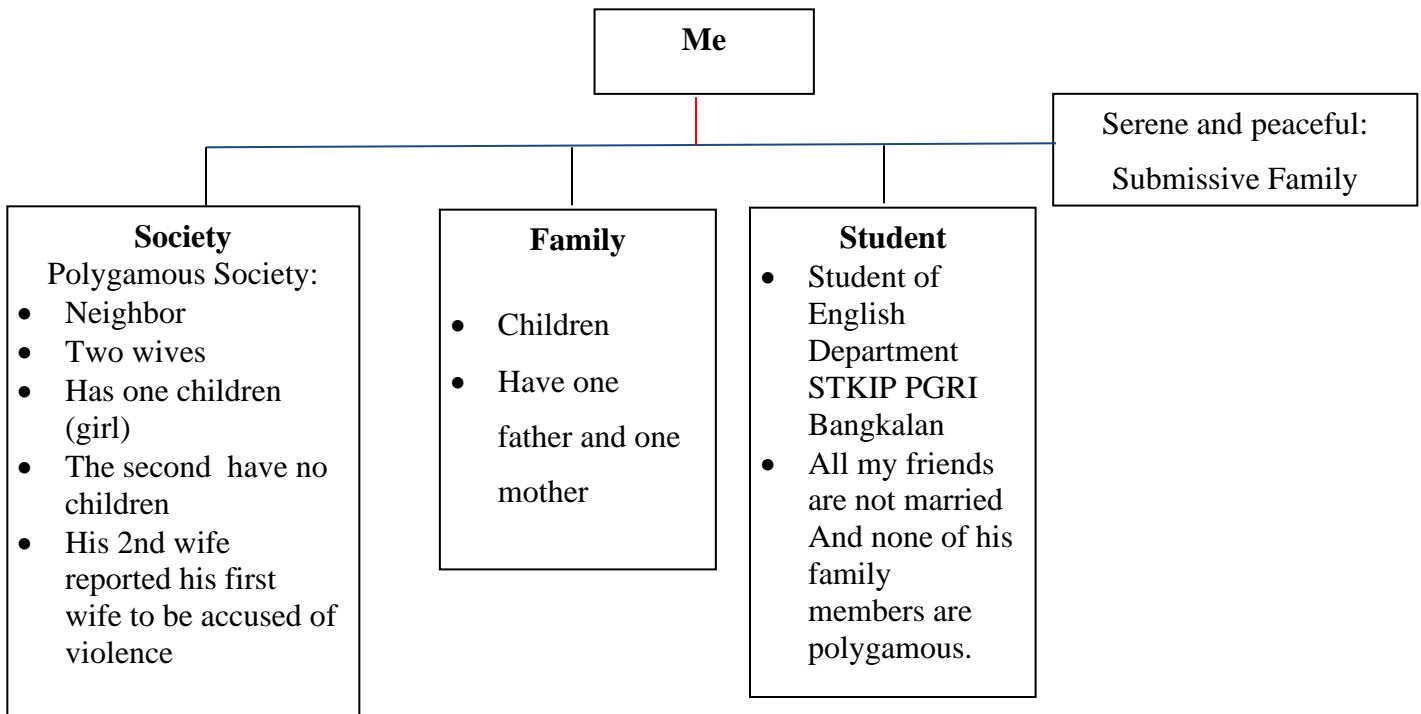 Me
Serene and peaceful:
Submissive Family
Society
Polygamous Society:
• Neighbor
• Two wives
• Has one children
(girl)
• The second have no
children
• His 2nd wife
reported his first
wife to be accused of
violence
Family
• Children
• Have one
father and one
mother
Student
• Student of
English
Department
STKIP PGRI
Bangkalan
• All my friends
are not married
And none of his
family
members are
polygamous.